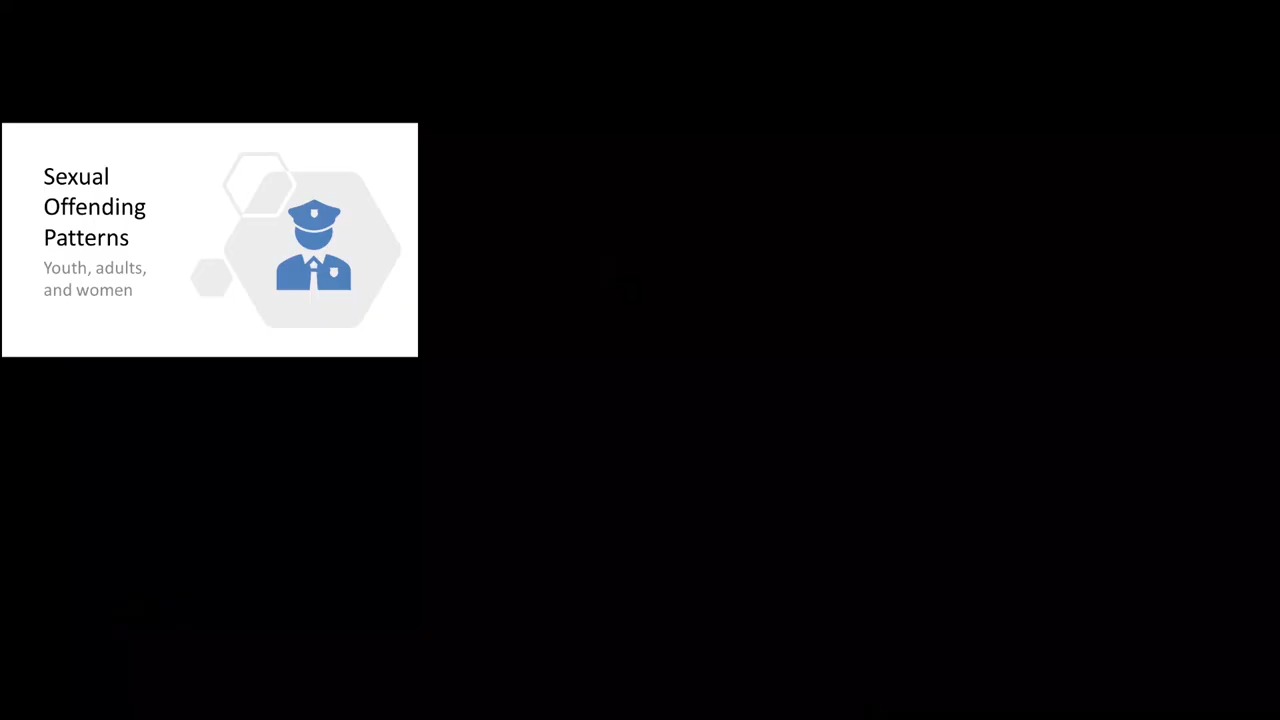 Sexual
Offending
Patterns
Youth, adults,
and women